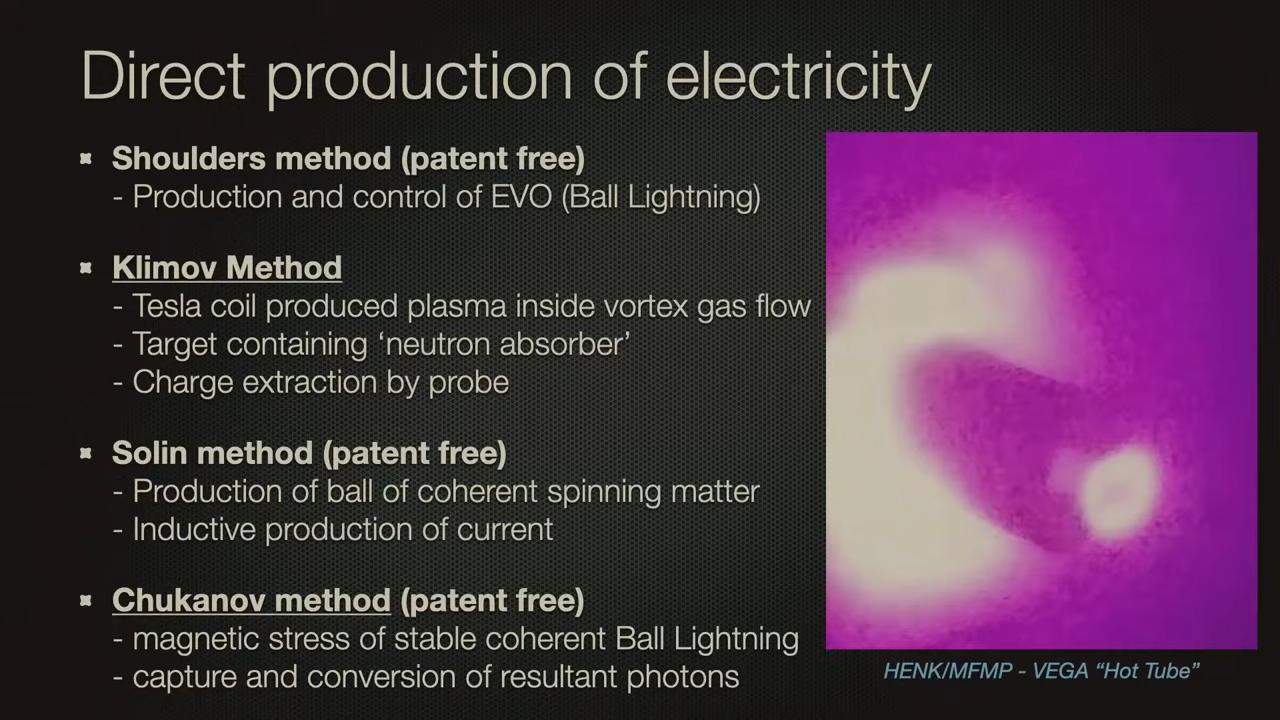 Direct production of electricity
Shoulders method (patent free)
- Production and control of EVO (Ball Lightning)
Klimov Method
- Tesla coil produced plasma inside vortex gas flow
- Target containing ‘neutron absorber’
- Charge extraction by probe
Solin method (patent free)
- Production of ball of coherent spinning matter
- Inductive production of current
Chukanov method (patent free)
- magnetic stress of stable coherent Ball Lightning
- capture and conversion of resultant photons
HENK/MFMP - VEGA “Hot Tube”